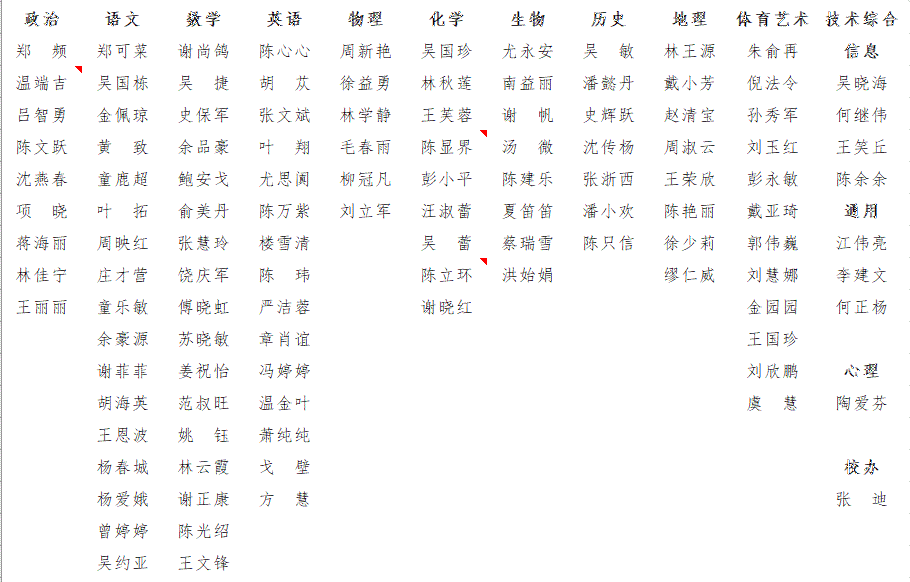 政治 语文 数学 英语 物理 化学 生物 历史 地理 体育艺术 技术综合
郑 频 郑可菜 谢尚鸽 陈心心 周新艳 吴国珍 尤永安 吴 敏 林王源 朱俞再 信息
温端吉 吴国栋 吴 捷 胡 苡 徐益勇 林秋莲 南益丽 潘懿丹 戴小芳 倪法令 吴晓海
吕智勇 金佩琼 史保军 张文斌 林学静 王芙蓉 谢 帆 史辉跃 赵清宝 孙秀军 何继伟
陈文跃 黄 致 余品豪 叶 翔 毛春雨 陈显界 汤 微 沈传杨 周淑云 刘玉红 王笑丘
沈燕春 童鹿超 鲍安戈 尤思阗 柳冠凡 彭小平 陈建乐 张浙西 王荣欣 彭永敏 陈余余
项 晓 叶 拓 俞美丹 陈万紫 刘立军 汪淑蕾 夏笛笛 潘小欢 陈艳丽 戴亚琦 通用
蒋海丽 周映红 张慧玲 楼雪清 吴 蕾 蔡瑞雪 陈只信 徐少莉 郭伟巍 江伟亮
林佳宁 庄才营 饶庆军 陈 玮 陈立环 洪始娟 缪仁威 刘慧娜 李建文
王丽丽 童乐敏 傅晓虹 严洁蓉 谢晓红 金园园 何正杨
余豪源 苏晓敏 章肖谊 王国珍
谢菲菲 姜祝怡 冯婷婷 刘欣鹏 心理
胡海英 范叔旺 温金叶 虞 慧 陶爱芬
王恩波 姚 钰 萧纯纯
杨春城 林云霞 戈 壁 校办
杨爱娥 谢正康 方 慧 张 迪
曾婷婷 陈光绍
吴约亚 王文锋